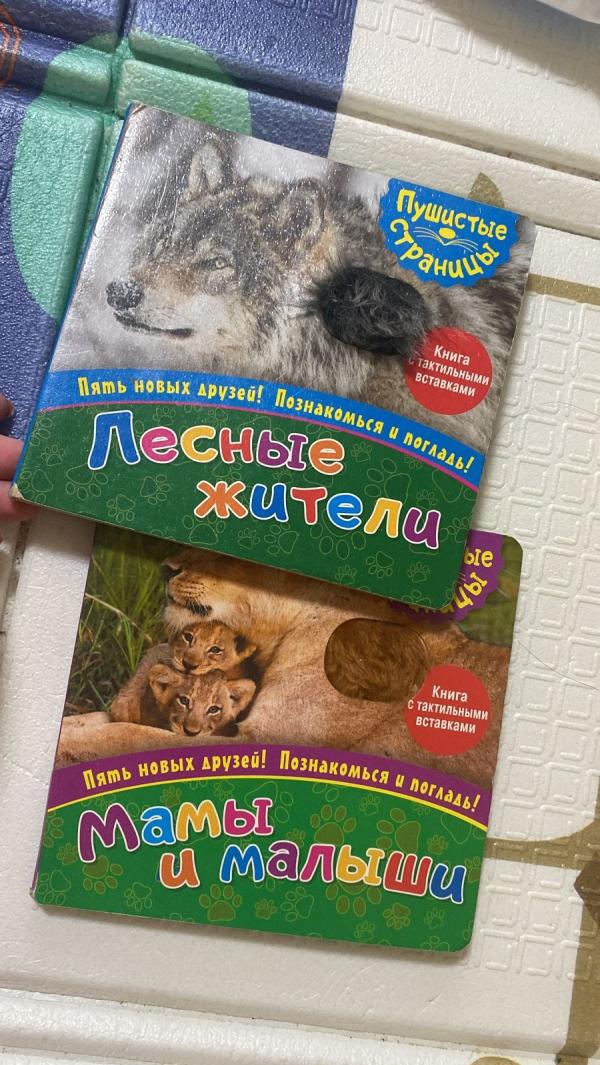 Пушистые
страницы
Книга
с тактильными
вставками
Пять новых друзей! Познакомься и погладь!
Лесные
жители
Книга
с тактильными
вставками
Пять новых друзей! Познакомься и погладь!
Мамы
и малыши